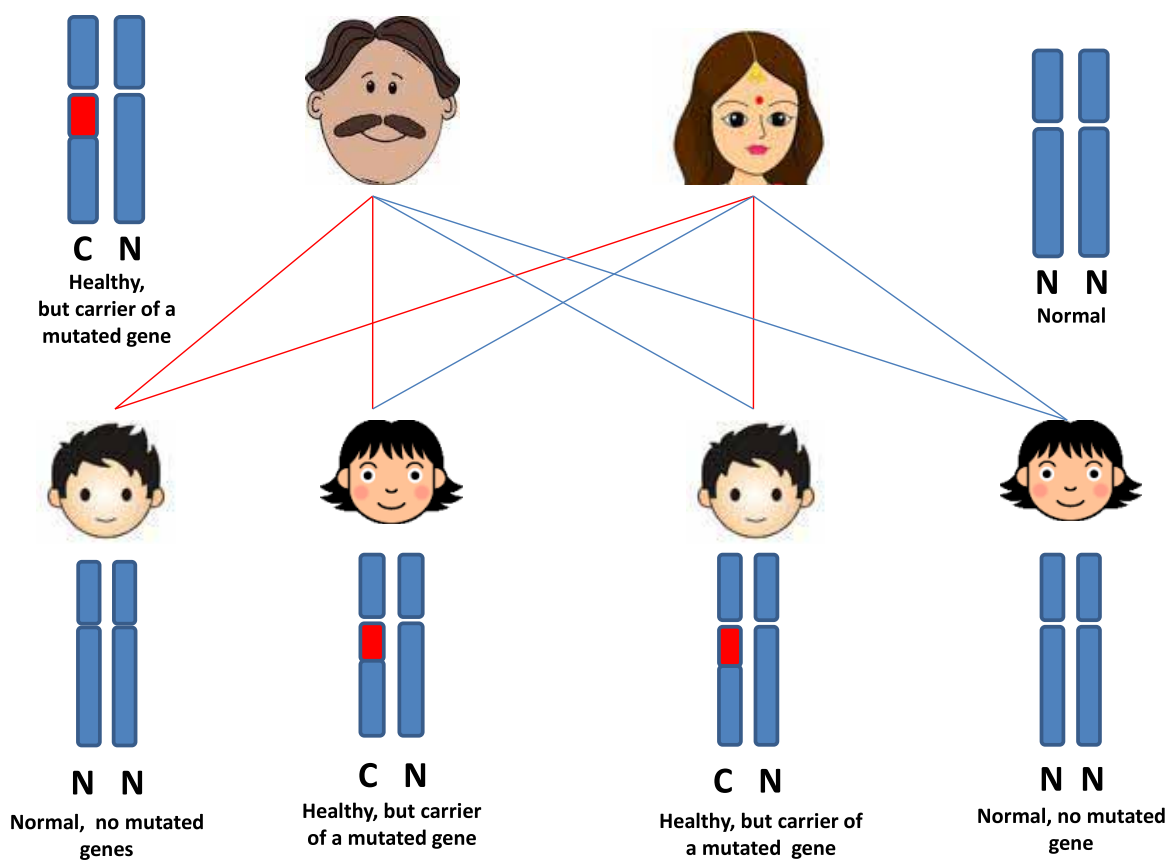 C N
Healthy,
but carrier of a
mutated gene
N N
Normal
N N
Normal, no mutated
genes
C N
Healthy, but carrier
of a mutated gene
C N
Healthy, but carrier of
a mutated gene
N N
Normal, no mutated
gene